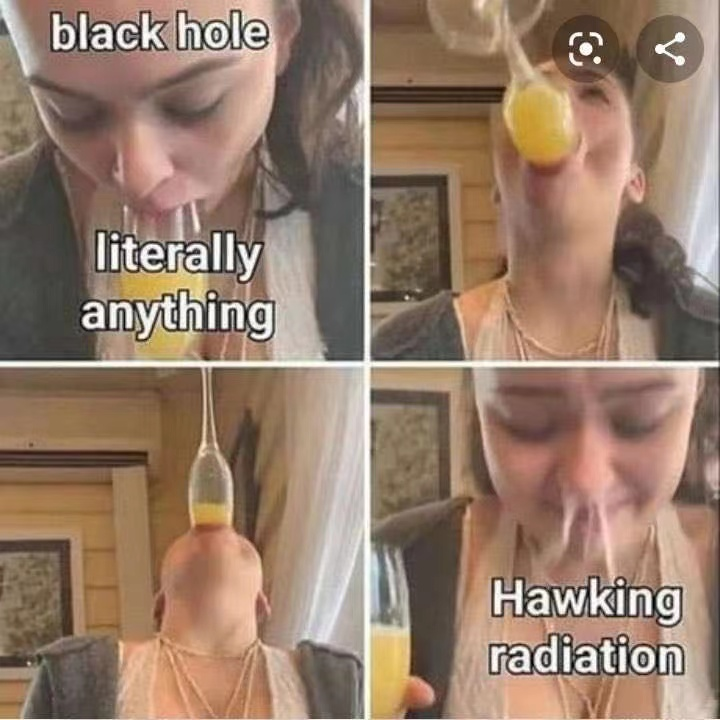 black hole
literally
anything
Hawking
radiation